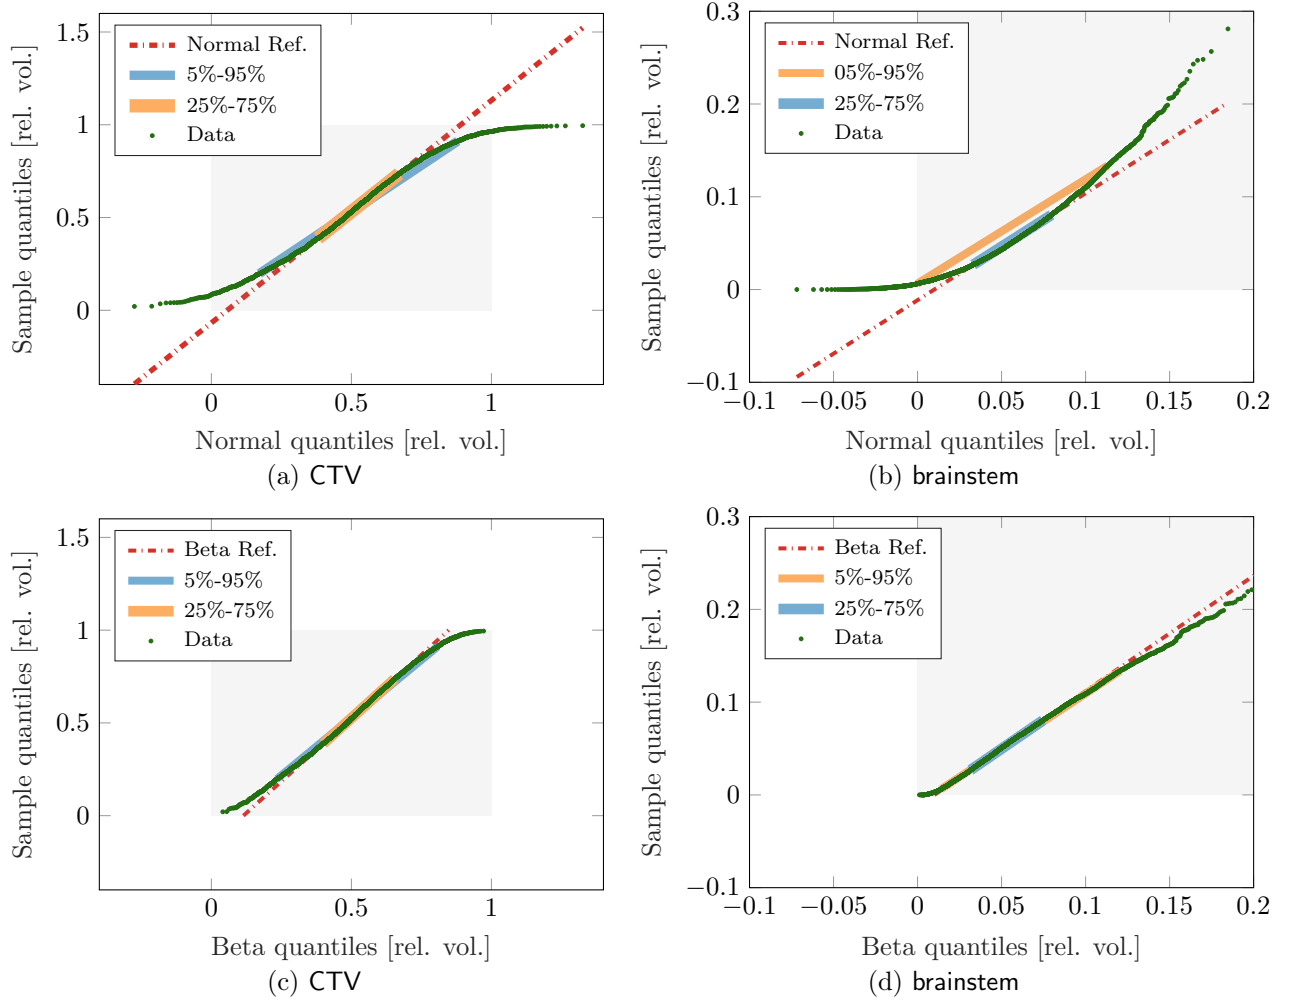 1.5
1
0.5
0
Sample quantiles [rel. vol.]
Normal Ref.
5%-95%
25%-75%
Data
0
0.5
1
Normal quantiles [rel. vol.]
(a) CTV
0.3
0.2
0.1
0
−0.1
Sample quantiles [rel. vol.]
Normal Ref.
05%-95%
25%-75%
Data
−0.1
−0.05
0
0.05
0.1
0.15
0.2
Normal quantiles [rel. vol.]
(b) brainstem
1.5
1
0.5
0
Sample quantiles [rel. vol.]
Beta Ref.
5%-95%
25%-75%
Data
0
0.5
1
Beta quantiles [rel. vol.]
(c) CTV
0.3
0.2
0.1
0
−0.1
Sample quantiles [rel. vol.]
Beta Ref.
5%-95%
25%-75%
Data
−0.1
−0.05
0
0.05
0.1
0.15
0.2
Beta quantiles [rel. vol.]
(d) brainstem